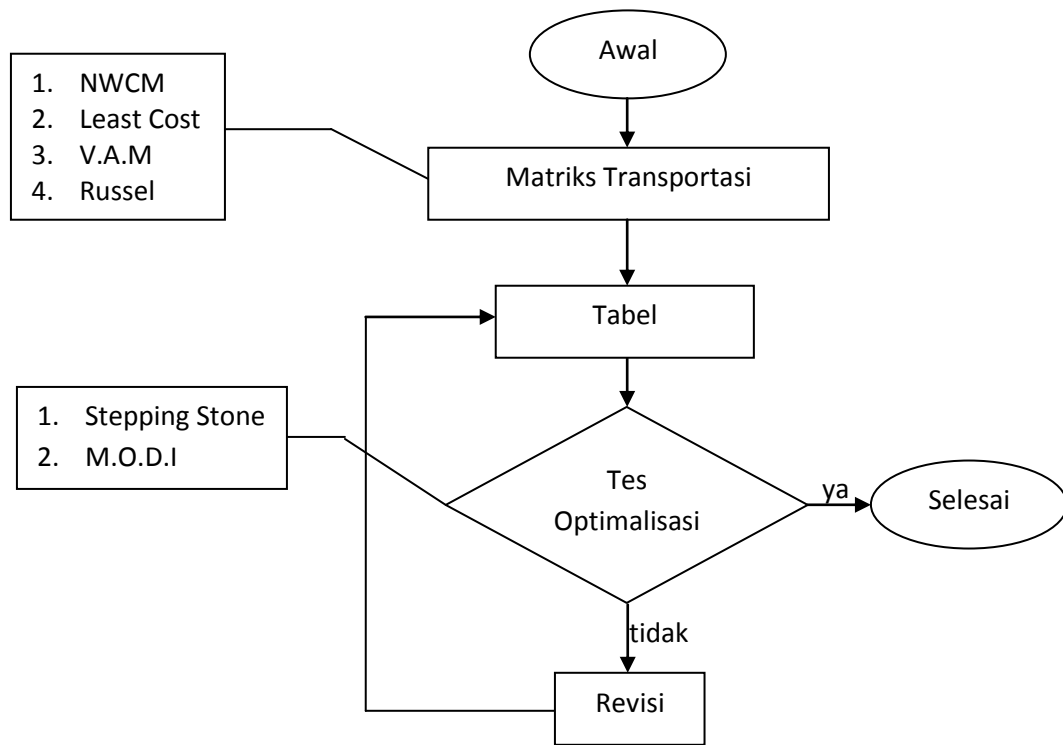 Awal
1. NWCM
2. Least Cost
3. V.A.M
4. Russel
Matriks Transportasi
Tabel
1. Stepping Stone
2. M.O.D.I
Tes
Optimalisasi
ya
Selesai
tidak
Revisi